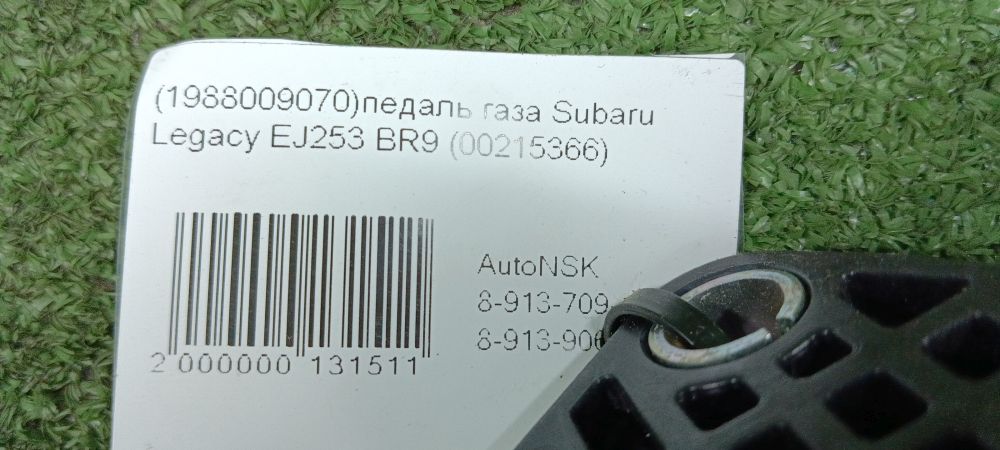 (1988009070)педаль газа Subaru
Legacy EJ253 BR9 (00215366)
AutoNSK
8-913-709
8-913-906
2 000000 131511